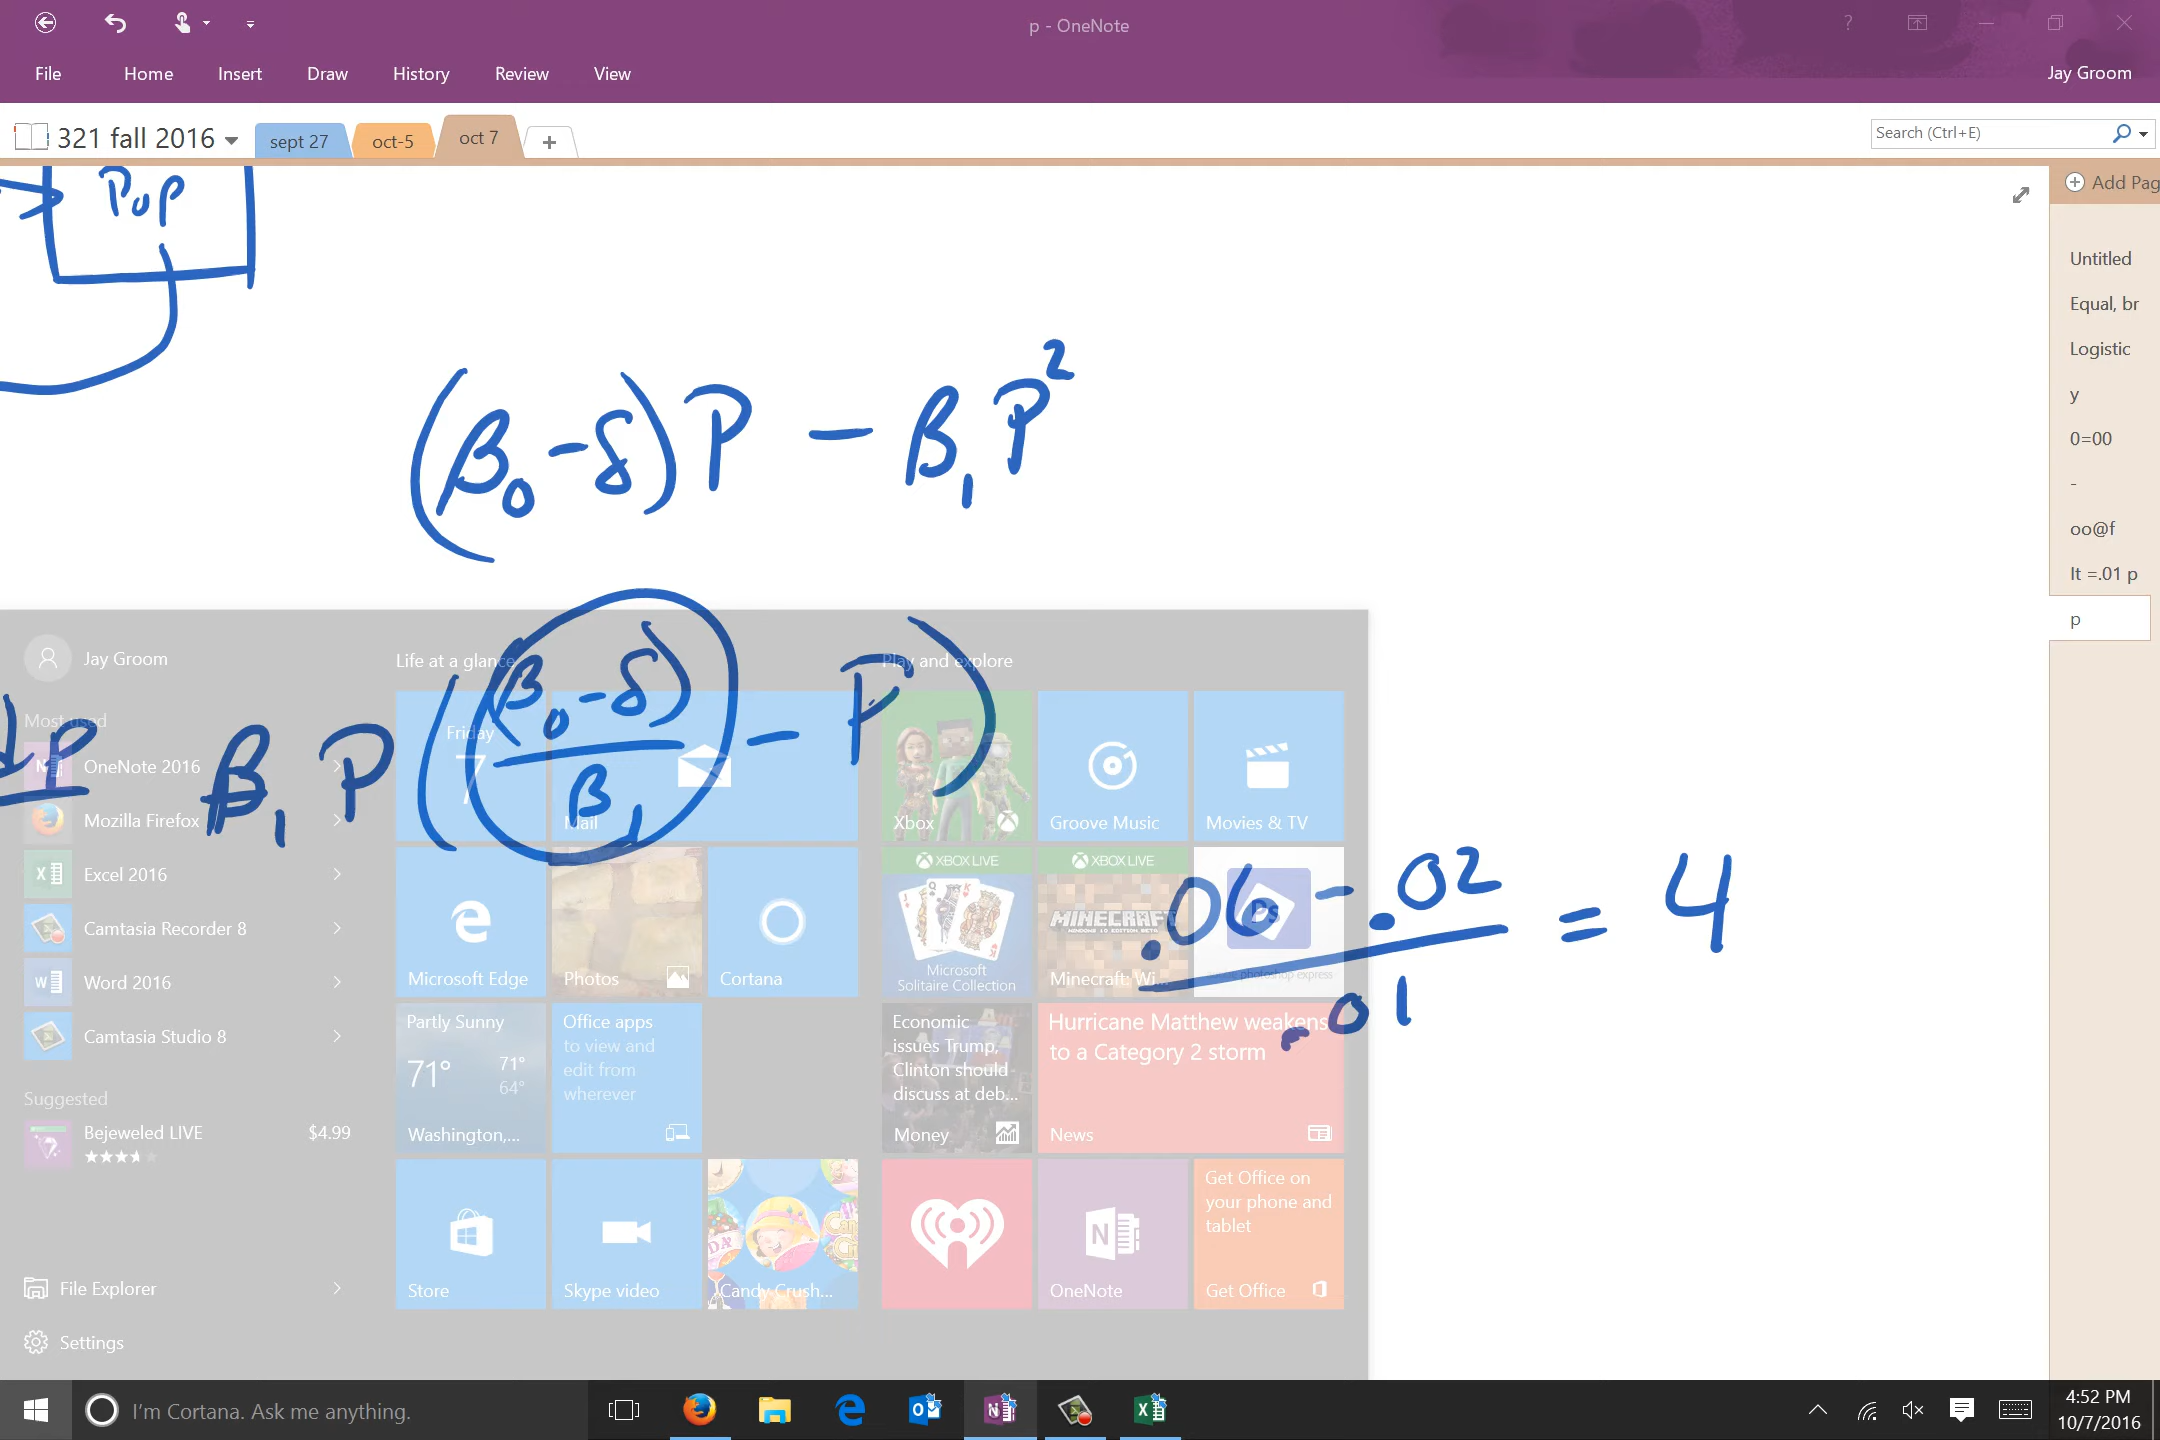 p - OneNote
?
File Home Insert Draw History Review View
Jay Groom
321 fall 2016
sept 27
oct-5
oct 7
Search (Ctrl+E)
Add Pag
Untitled
Equal, br
Logistic
y
0=00
-
oo@f
It =.01 p
p
Pop
(β₀ - δ)P - β₁P²
β₁P((β₀ - δ)/β₁ - P)
.06 - .02
.01
= 4
Jay Groom
Most used
OneNote 2016
Mozilla Firefox
Excel 2016
Camtasia Recorder 8
Word 2016
Camtasia Studio 8
Suggested
Bejeweled LIVE $4.99
File Explorer
Settings
Life at a glance
Friday
7
Mail
Microsoft Edge
Photos
Cortana
Partly Sunny
71° 71° 64°
Washington,...
Office apps
to view and
edit from
wherever
Store
Skype video
Candy Crush...
Play and explore
Xbox
Groove Music
Movies & TV
XBOX LIVE
Microsoft
Solitaire Collection
XBOX LIVE
MINECRAFT
Minecraft: Wi...
photoshop express
Economic
issues Trump,
Clinton should
discuss at deb...
Money
Hurricane Matthew weakens
to a Category 2 storm
News
OneNote
Get Office on
your phone and
tablet
Get Office
I'm Cortana. Ask me anything.
4:52 PM
10/7/2016